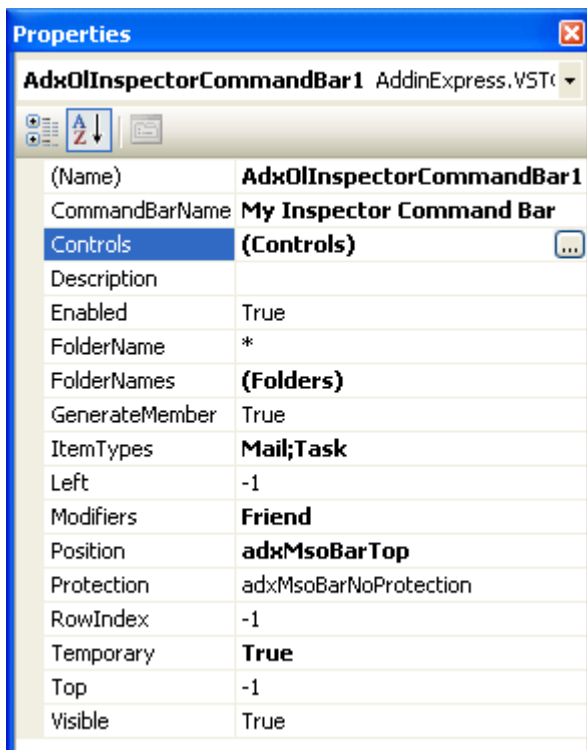 Properties
AdxOlInspectorCommandBar1 AddinExpress.VST
(Name) AdxOlInspectorCommandBar1
CommandBarName My Inspector Command Bar
Controls (Controls) ...
Description
Enabled True
FolderName *
FolderNames (Folders)
GenerateMember True
ItemTypes Mail;Task
Left -1
Modifiers Friend
Position adxMsoBarTop
Protection adxMsoBarNoProtection
RowIndex -1
Temporary True
Top -1
Visible True